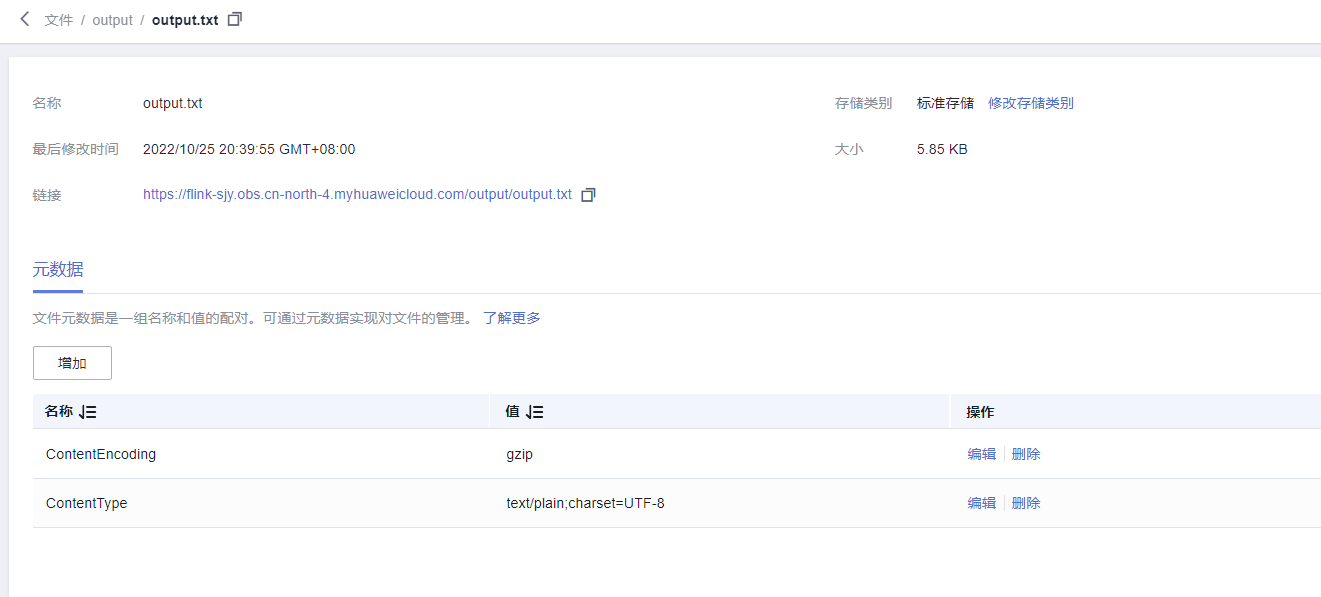 文件 / output / output.txt
名称 output.txt 存储类别 标准存储 修改存储类别
最后修改时间 2022/10/25 20:39:55 GMT+08:00 大小 5.85 KB
链接 https://flink-sjy.obs.cn-north-4.myhuaweicloud.com/output/output.txt
元数据
文件元数据是一组名称和值的配对。可通过元数据实现对文件的管理。 了解更多
增加
名称 值 操作
ContentEncoding gzip 编辑 删除
ContentType text/plain;charset=UTF-8 编辑 删除